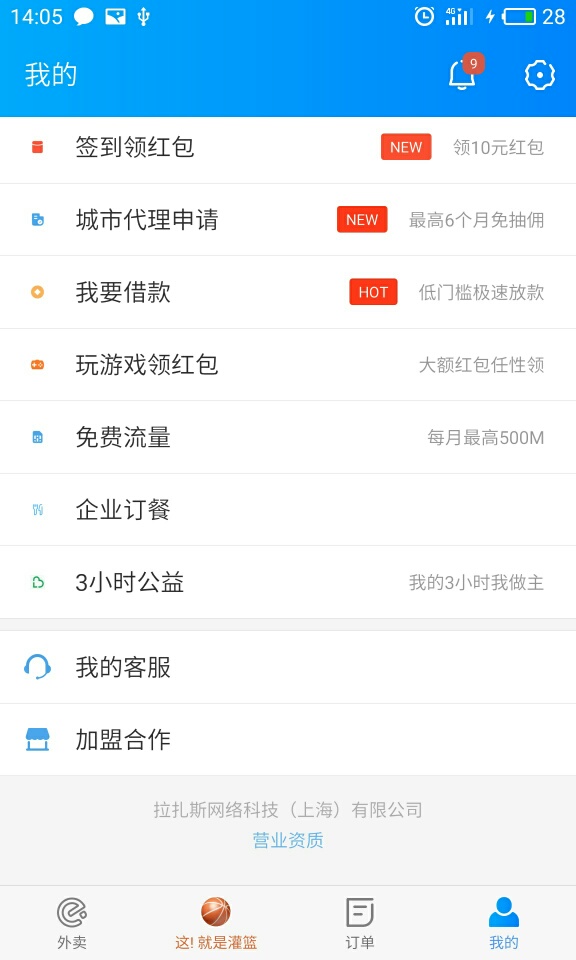 14:05
4G
28
我的
9
签到领红包 NEW 领10元红包
城市代理申请 NEW 最高6个月免抽佣
我要借款 HOT 低门槛极速放款
玩游戏领红包 大额红包任性领
免费流量 每月最高500M
企业订餐
3小时公益 我的3小时我做主
我的客服
加盟合作
拉扎斯网络科技（上海）有限公司
营业资质
外卖 这! 就是灌篮 订单 我的